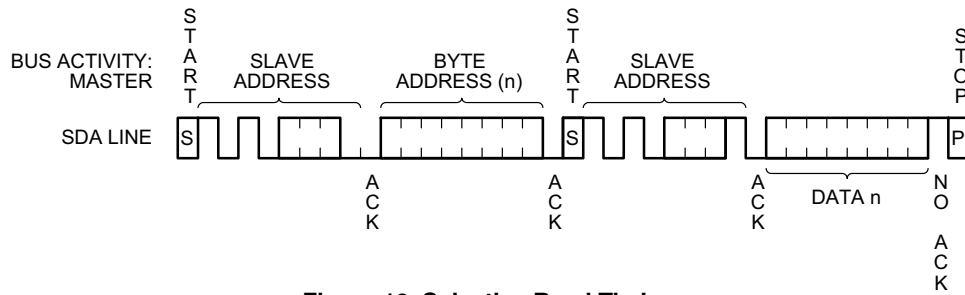 START
START
STOP
BUS ACTIVITY:
MASTER
SLAVE
ADDRESS
BYTE
ADDRESS (n)
SLAVE
ADDRESS
SDA LINE
S
S
P
ACK
ACK
ACK
DATA n
NO ACK